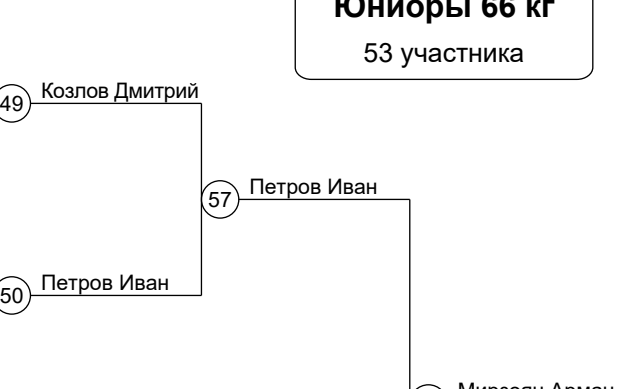 Юниоры 66 кг
53 участника
49 Козлов Дмитрий
57 Петров Иван
50 Петров Иван